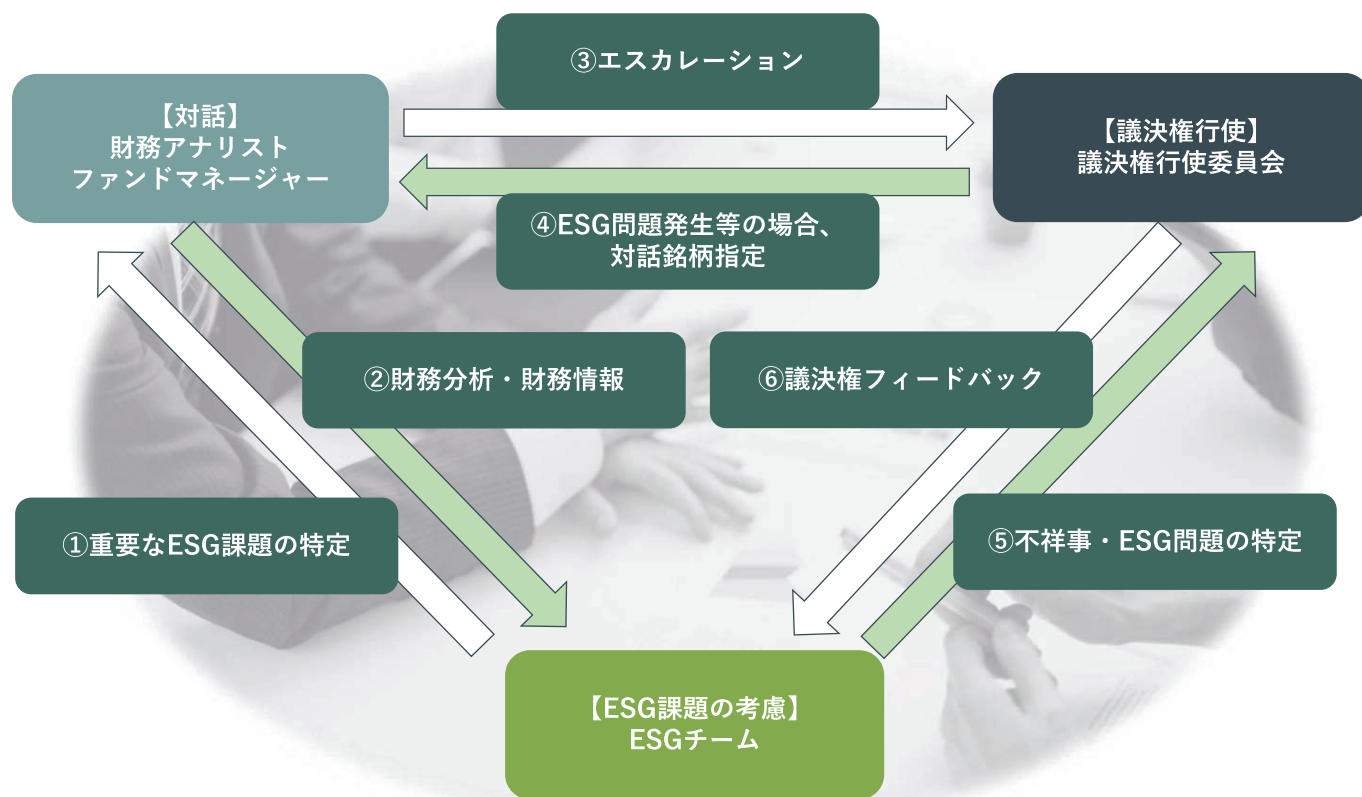 ③エスカレーション
【対話】
財務アナリスト
ファンドマネージャー
【議決権行使】
議決権行使委員会
④ESG問題発生等の場合、
対話銘柄指定
②財務分析・財務情報
⑥議決権フィードバック
①重要なESG課題の特定
⑤不祥事・ESG問題の特定
【ESG課題の考慮】
ESGチーム